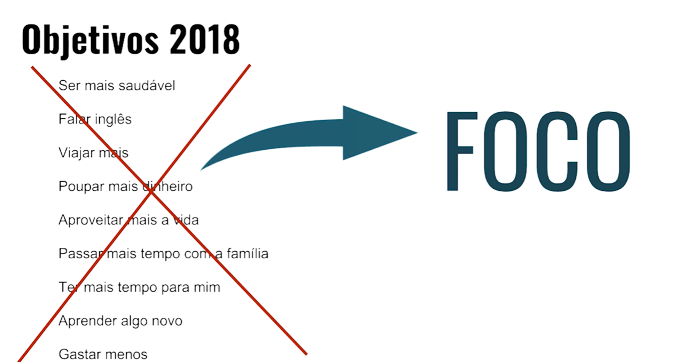 Objetivos 2018
Ser mais saudável
Falar inglês
Viajar mais
Poupar mais dinheiro
Aproveitar mais a vida
Passar mais tempo com a família
Ter mais tempo para mim
Aprender algo novo
Gastar menos
FOCO